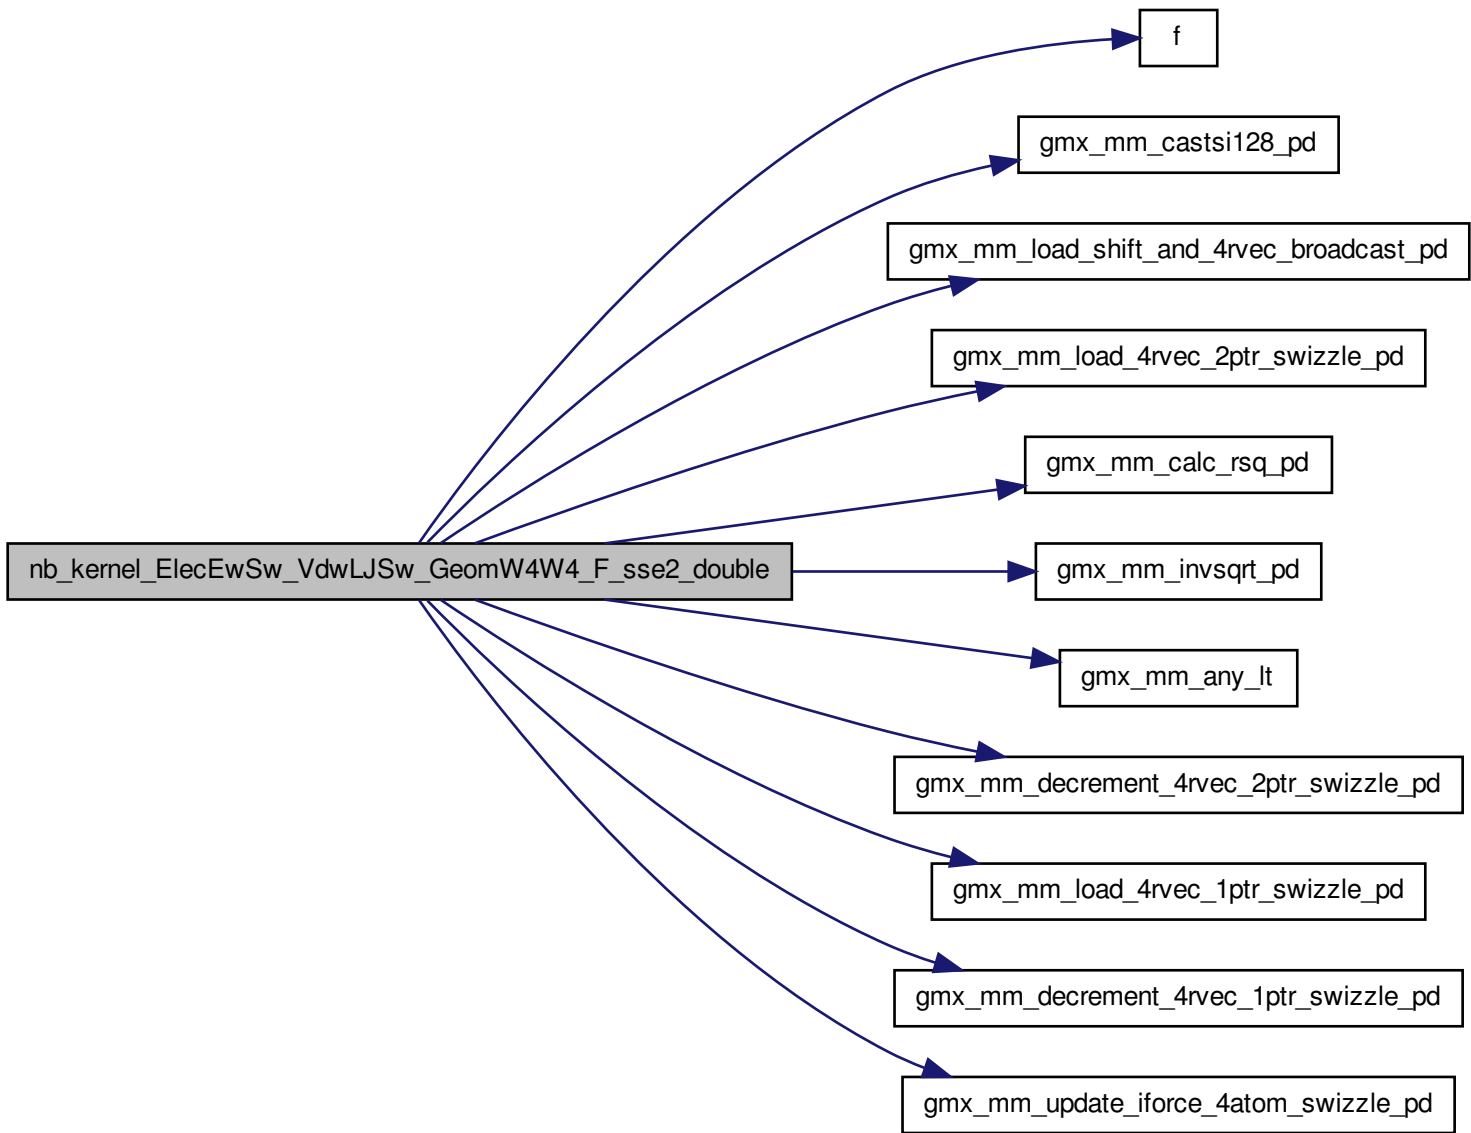 f
gmx_mm_castsi128_pd
gmx_mm_load_shift_and_4rvec_broadcast_pd
gmx_mm_load_4rvec_2ptr_swizzle_pd
gmx_mm_calc_rsq_pd
nb_kernel_ElecEwSw_VdwLJSw_GeomW4W4_F_sse2_double
gmx_mm_invsqrt_pd
gmx_mm_any_lt
gmx_mm_decrement_4rvec_2ptr_swizzle_pd
gmx_mm_load_4rvec_1ptr_swizzle_pd
gmx_mm_decrement_4rvec_1ptr_swizzle_pd
gmx_mm_update_iforce_4atom_swizzle_pd